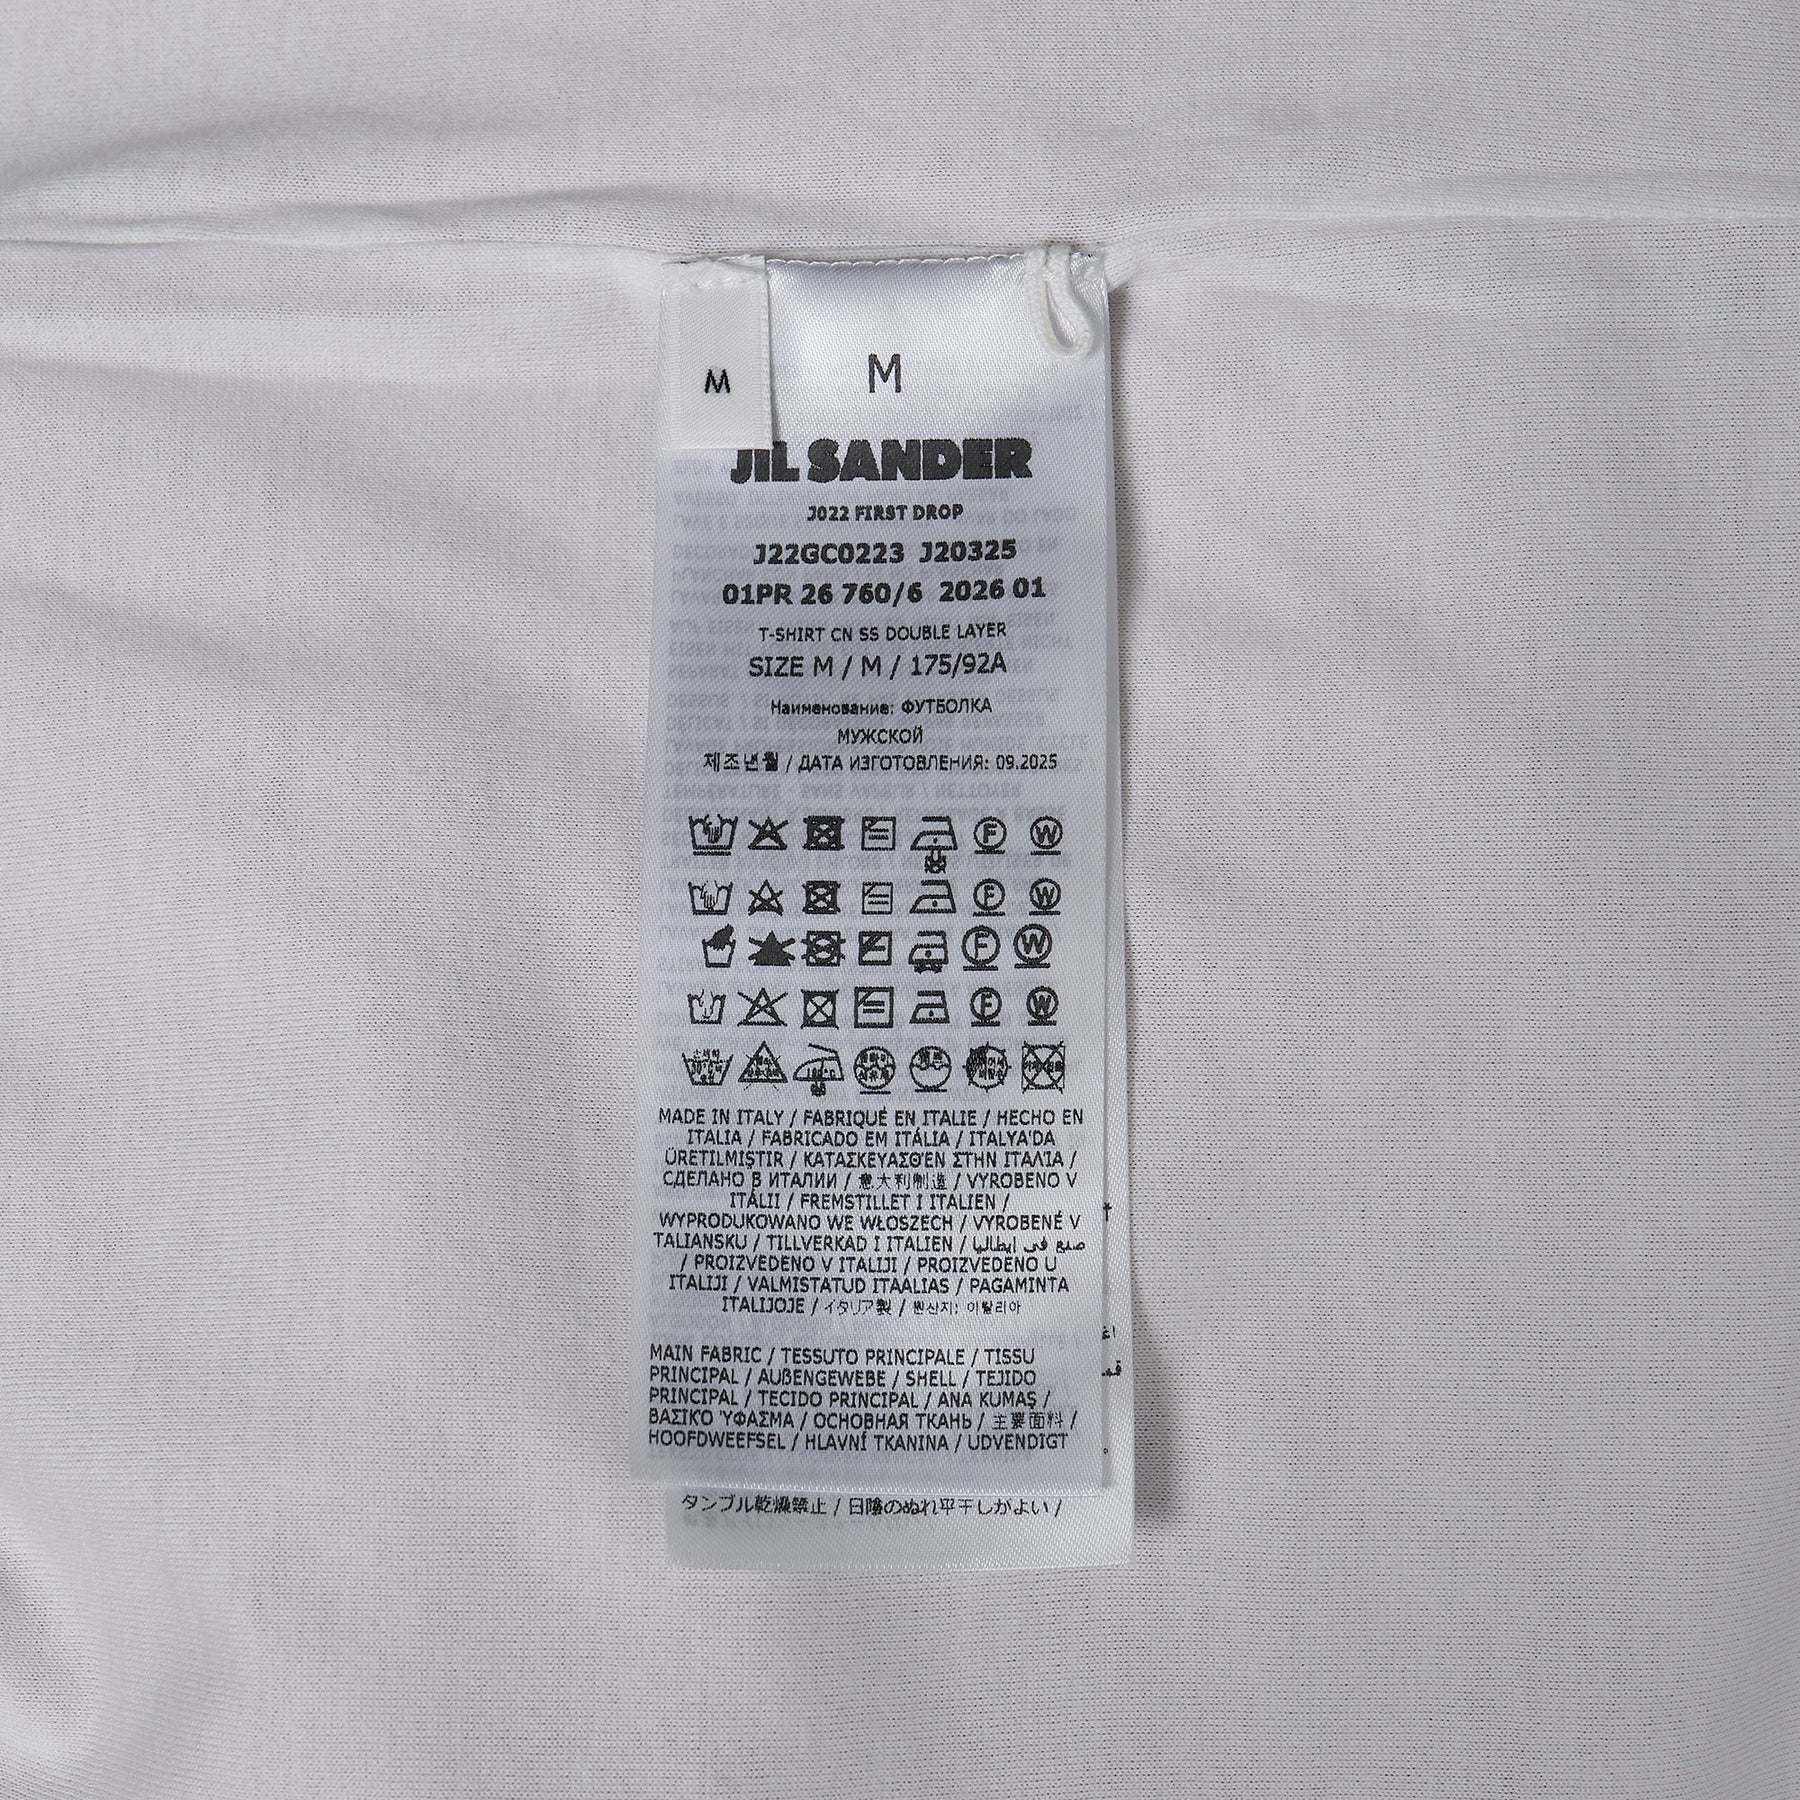 M
M
JIL SANDER
J022 FIRST DROP
J22GC0223 J20325
01PR 26 760/6 2026 01
T-SHIRT CN SS DOUBLE LAYER
SIZE M / M / 175/92A
Наименование: ФУТБОЛКА
МУЖСКОЙ
제조년월 / ДАТА ИЗГОТОВЛЕНИЯ: 09.2025
F W
F W
F W
F W
MADE IN ITALY / FABRIQUÉ EN ITALIE / HECHO EN
ITALIA / FABRICADO EM ITÁLIA / ITALYA'DA
ÜRETILMIŞTIR / ΚΑΤΑΣΚΕΥΑΣΘ'ΕΝ ΣΤΗΝ ΙΤΑΛ'ΙΑ /
СДЕЛАНО В ИТАЛИИ / 意大利制造 / VYROBENO V
ITÁLII / FREMSTILLET I ITALIEN /
WYPRODUKOWANO WE WŁOSZECH / VYROBENÉ V
TALIANSKU / TILLVERKAD I ITALIEN / صنع في إيطاليا
/ PROIZVEDENO V ITALIJI / PROIZVEDENO U
ITALIJI / VALMISTATUD ITAALIAS / PAGAMINTA
ITALIJOJE / イタリア製 / 원산지: 이탈리아
MAIN FABRIC / TESSUTO PRINCIPALE / TISSU
PRINCIPAL / AUßENGEWEBE / SHELL / TEJIDO
PRINCIPAL / TECIDO PRINCIPAL / ANA KUMAŞ /
ΒΑΣΙΚ'Ο 'ΥΦΑΣΜΑ / ОСНОВНАЯ ТКАНЬ / 主要面料 /
HOOFDWEEFSEL / HLAVNÍ TKANINA / UDVENDIGT
タンブル乾燥禁止 / 日陰のぬれ平干しがよい /